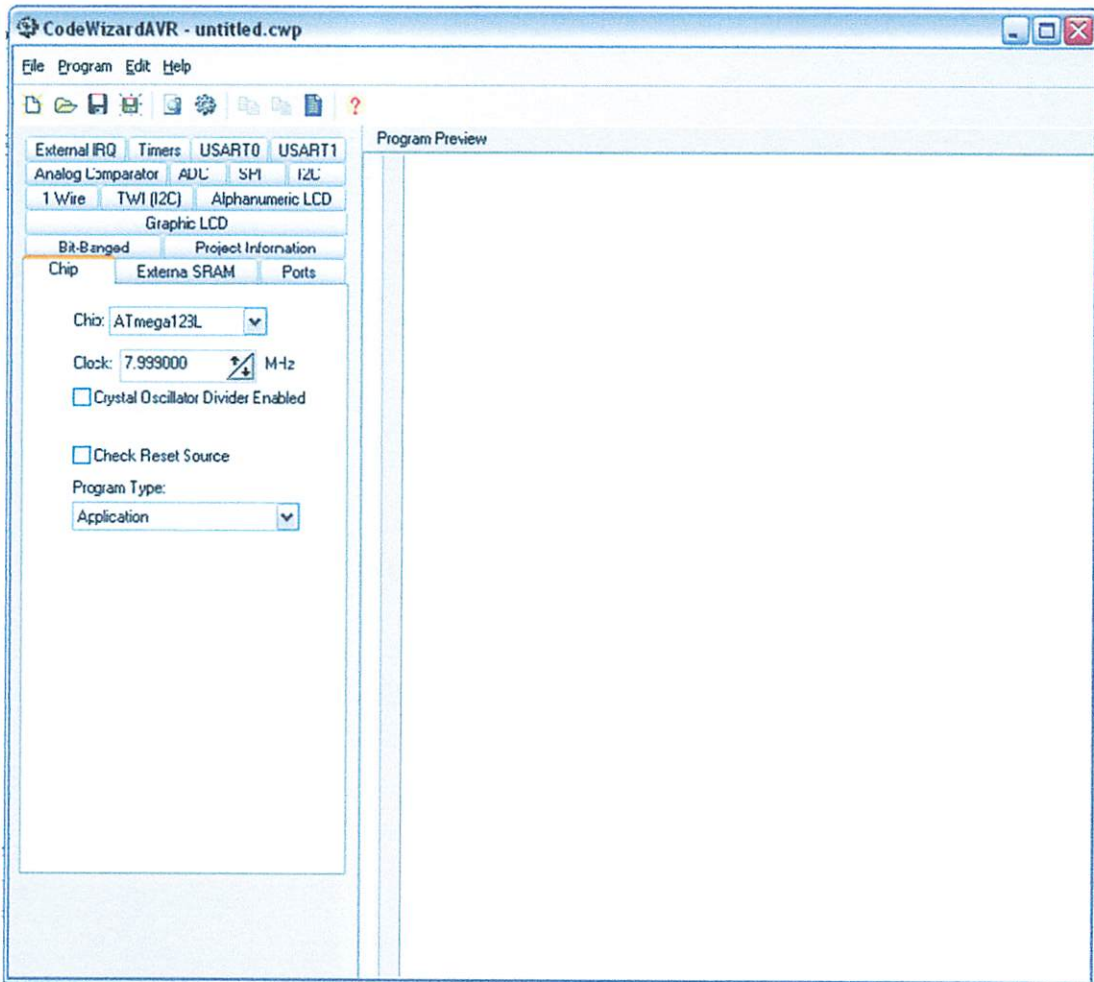 CodeWizardAVR - untitled.cwp
File Program Edit Help
External IRQ Timers USART0 USART1
Analog Comparator ADC SPI I2C
1 Wire TWI (I2C) Alphanumeric LCD
Graphic LCD
Bit-Banged Project Information
Chip Externa SRAM Ports
Program Preview
Chip: ATmega128L
Clock: 7.999000 MHz
Crystal Oscillator Divider Enabled
Check Reset Source
Program Type:
Application